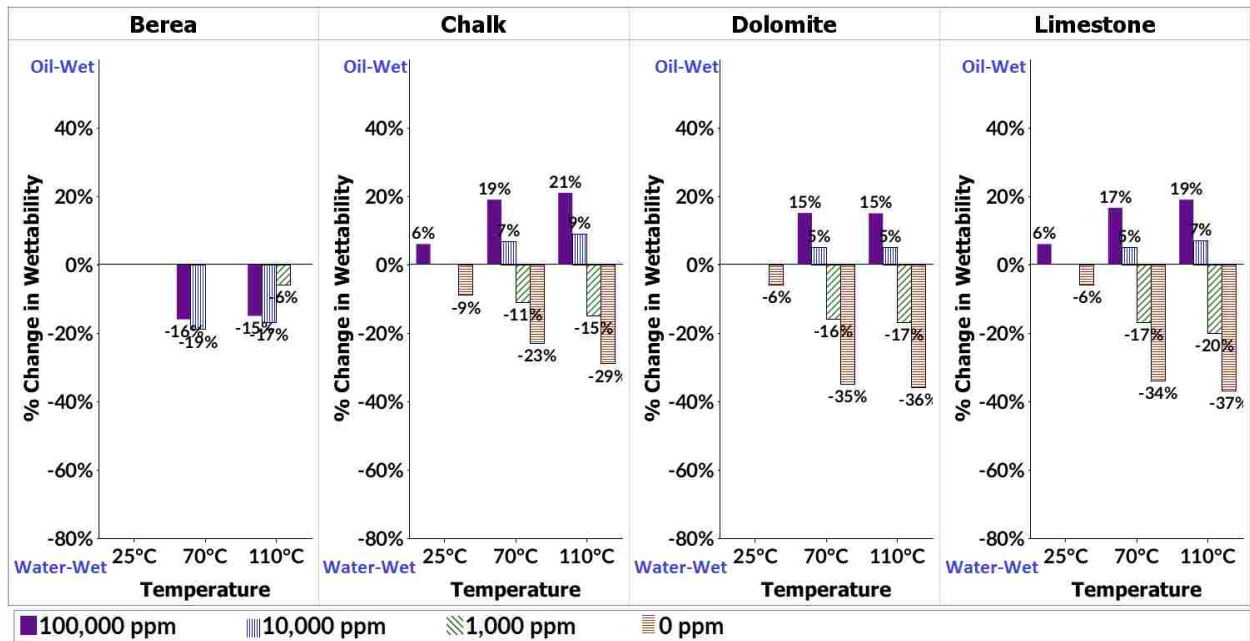 Berea
Oil-Wet
40%
20%
0%
-20%
-40%
-60%
-80%
% Change in Wettability
-16%
-19%
-15%
-17%
-6%
25°C 70°C 110°C
Water-Wet
Temperature
Chalk
Oil-Wet
40%
20%
0%
-20%
-40%
-60%
-80%
% Change in Wettability
6%
-9%
19%
7%
-11%
-23%
21%
9%
-15%
-29%
25°C 70°C 110°C
Water-Wet
Temperature
Dolomite
Oil-Wet
40%
20%
0%
-20%
-40%
-60%
-80%
% Change in Wettability
-6%
15%
5%
-16%
-35%
15%
5%
-17%
-36%
25°C 70°C 110°C
Water-Wet
Temperature
Limestone
Oil-Wet
40%
20%
0%
-20%
-40%
-60%
-80%
% Change in Wettability
6%
-6%
17%
5%
-17%
-34%
19%
7%
-20%
-37%
25°C 70°C 110°C
Water-Wet
Temperature
100,000 ppm 10,000 ppm 1,000 ppm 0 ppm